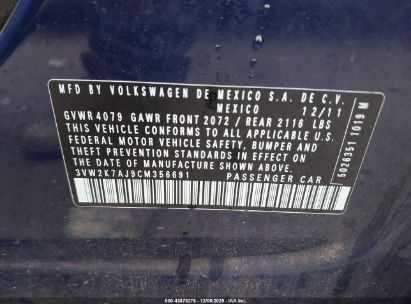 MFD BY VOLKSWAGEN DE MEXICO S.A. DE C.V.
MEXICO 12/11
GVWR 4079 GAWR FRONT 2072 / REAR 2116 LBS
THIS VEHICLE CONFORMS TO ALL APPLICABLE U.S.
FEDERAL MOTOR VEHICLE SAFETY, BUMPER AND
THEFT PREVENTION STANDARDS IN EFFECT ON THE
DATE OF MANUFACTURE SHOWN ABOVE.
3VW2K7AJ9CM356691 PASSENGER CAR
5026351 1019 M